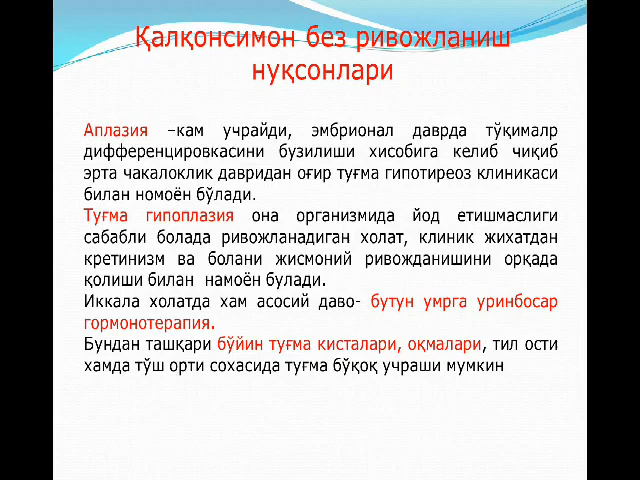 Қалқонсимон без ривожланиш
нуқсонлари
Аплазия –кам учрайди, эмбрионал даврда тўқималр
дифференцировкасини бузилиши хисобига келиб чиқиб
эрта чакалоклик давридан оғир туғма гипотиреоз клиникаси
билан номоён бўлади.
Туғма гипоплазия она организмида йод етишмаслиги
сабабли болада ривожланадиган холат, клиник жихатдан
кретинизм ва болани жисмоний ривожданишини орқада
қолиши билан намоён булади.
Иккала холатда хам асосий даво- бутун умрга уринбосар
гормонотерапия.
Бундан ташқари бўйин туғма кисталари, оқмалари, тил ости
хамда тўш орти сохасида туғма бўқоқ учраши мумкин